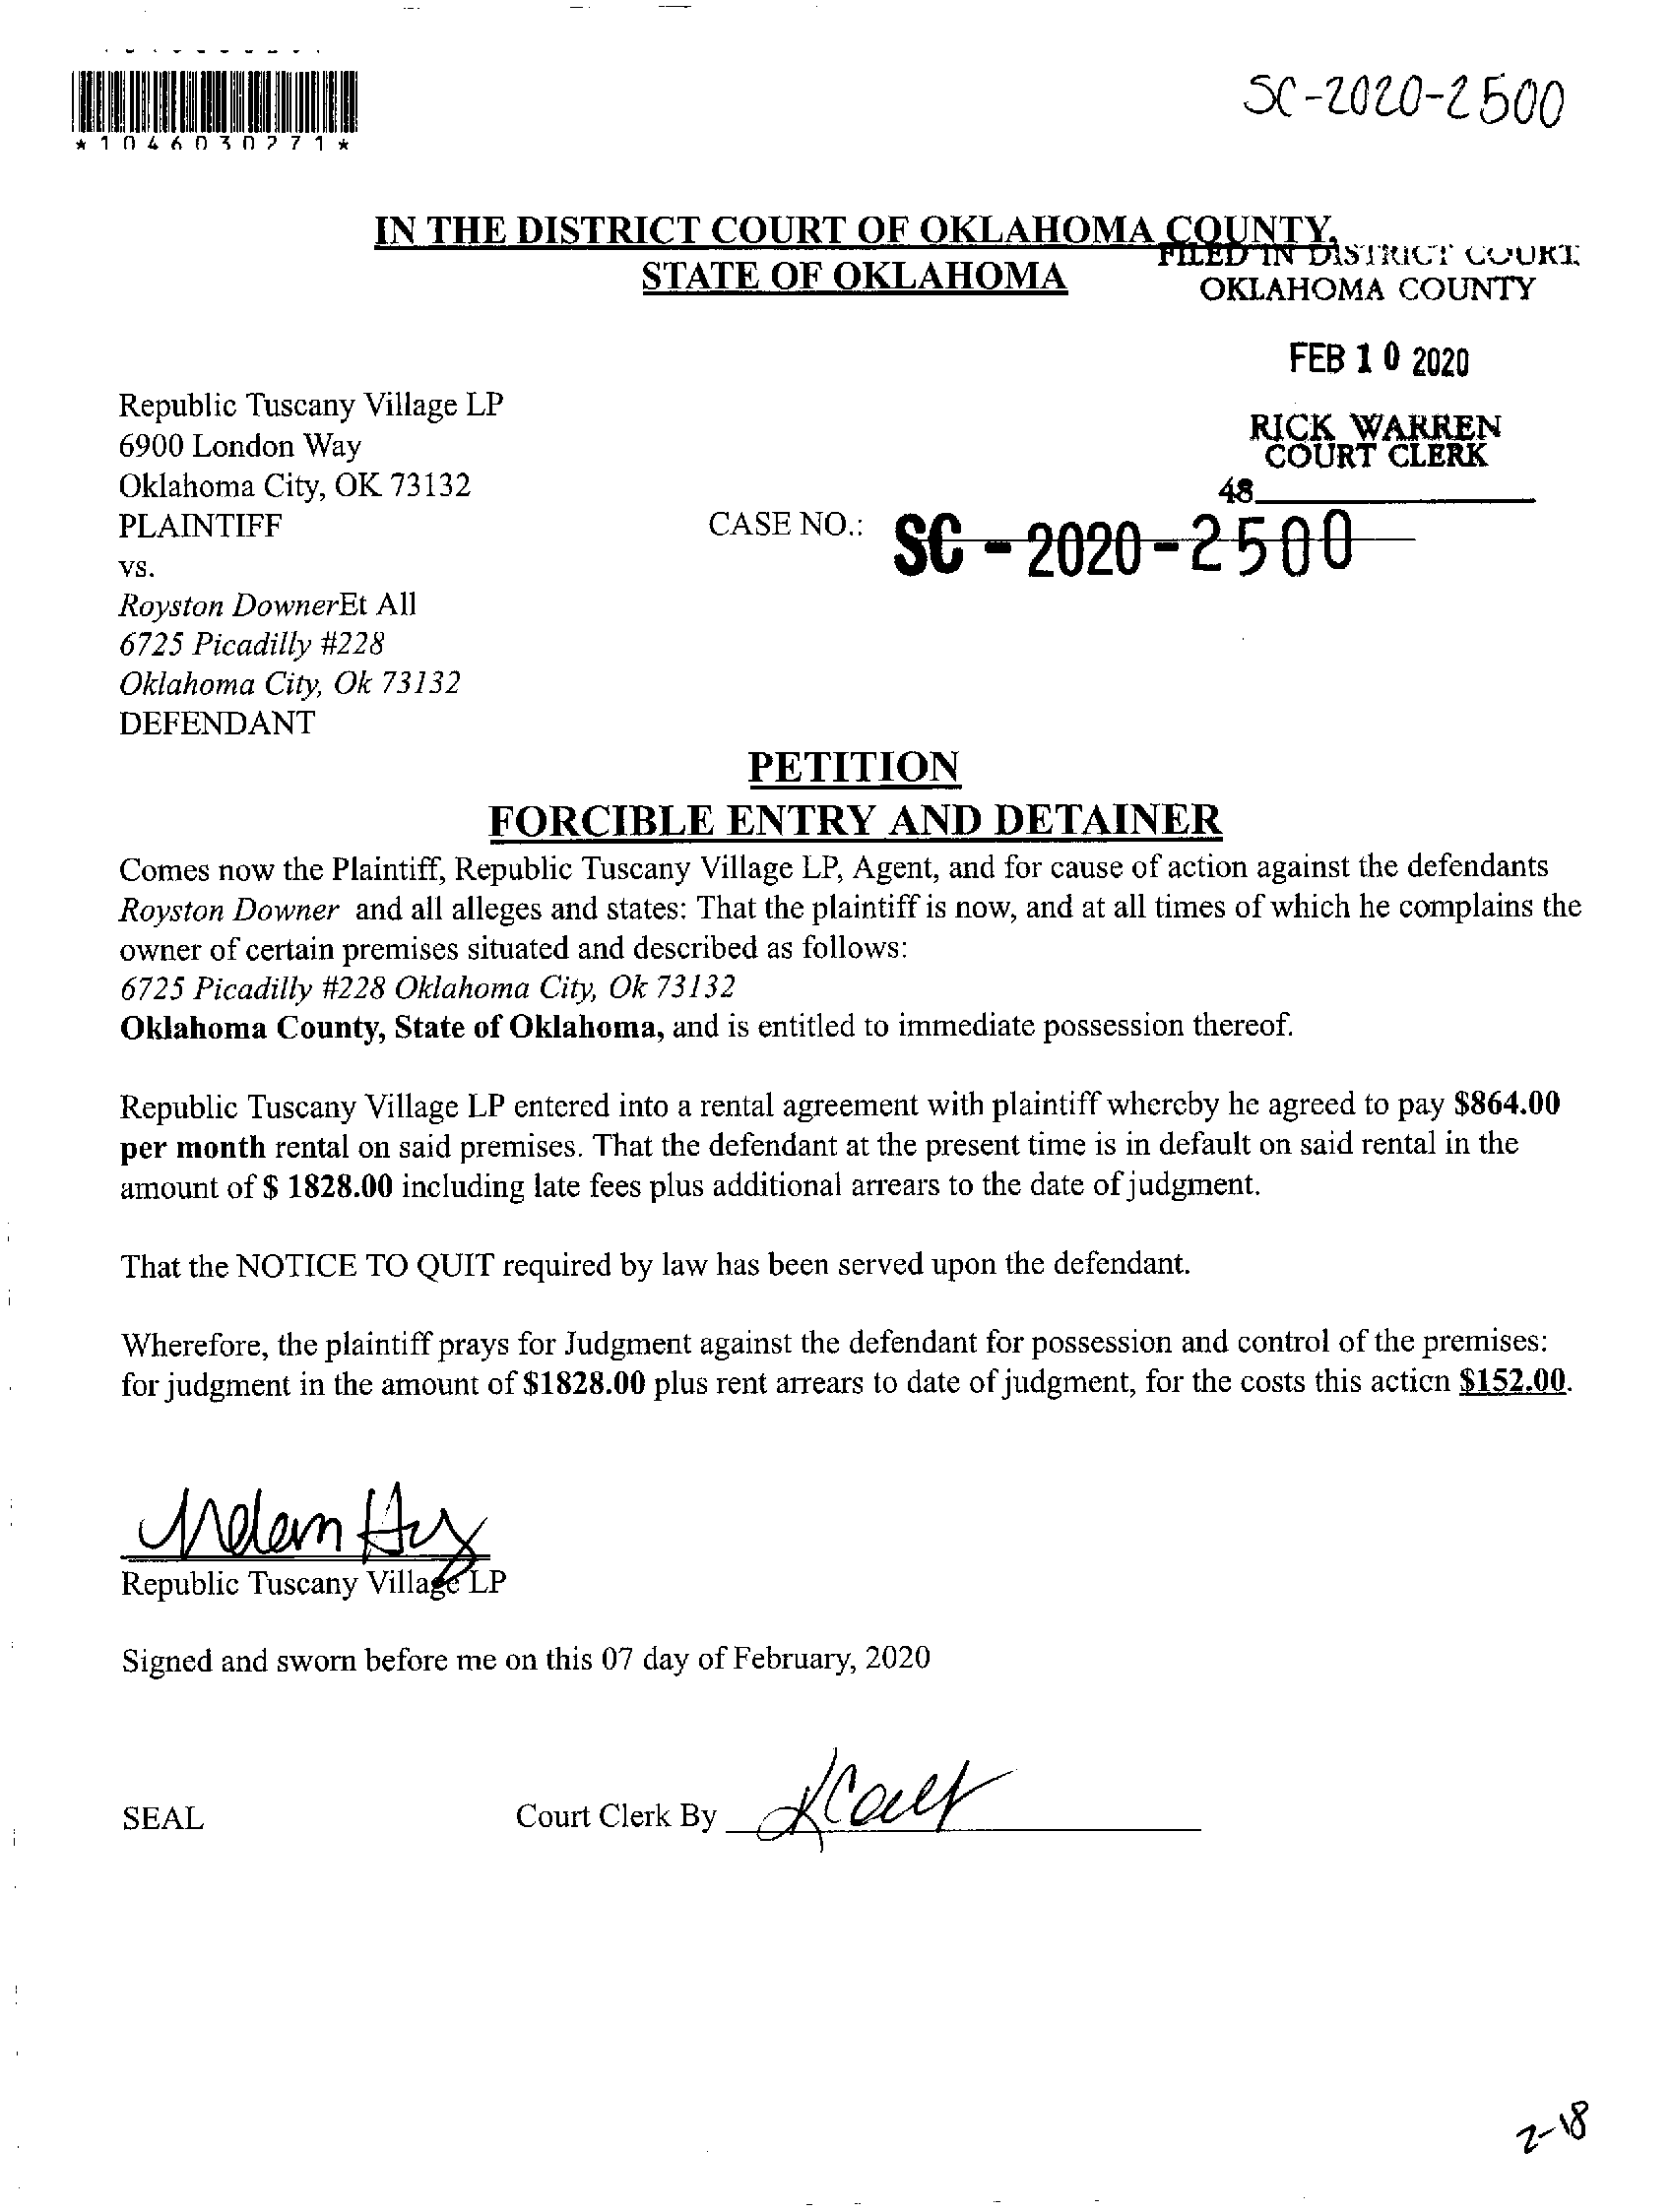 *1046030271*
SC-2020-2500
IN THE DISTRICT COURT OF OKLAHOMA COUNTY,
STATE OF OKLAHOMA
FILED IN DISTRICT COURT
OKLAHOMA COUNTY
FEB 10 2020
RICK WARREN
COURT CLERK
48
Republic Tuscany Village LP
6900 London Way
Oklahoma City, OK 73132
PLAINTIFF
CASE NO.: SC - 2020 - 2500
vs.
Royston DownerEt All
6725 Picadilly #228
Oklahoma City, Ok 73132
DEFENDANT
PETITION
FORCIBLE ENTRY AND DETAINER
Comes now the Plaintiff, Republic Tuscany Village LP, Agent, and for cause of action against the defendants
Royston Downer and all alleges and states: That the plaintiff is now, and at all times of which he complains the
owner of certain premises situated and described as follows:
6725 Picadilly #228 Oklahoma City, Ok 73132
Oklahoma County, State of Oklahoma, and is entitled to immediate possession thereof.
Republic Tuscany Village LP entered into a rental agreement with plaintiff whereby he agreed to pay $864.00
per month rental on said premises. That the defendant at the present time is in default on said rental in the
amount of $ 1828.00 including late fees plus additional arrears to the date of judgment.
That the NOTICE TO QUIT required by law has been served upon the defendant.
Wherefore, the plaintiff prays for Judgment against the defendant for possession and control of the premises:
for judgment in the amount of $1828.00 plus rent arrears to date of judgment, for the costs this action $152.00.
Republic Tuscany Village LP
Signed and sworn before me on this 07 day of February, 2020
SEAL
Court Clerk By
2-18